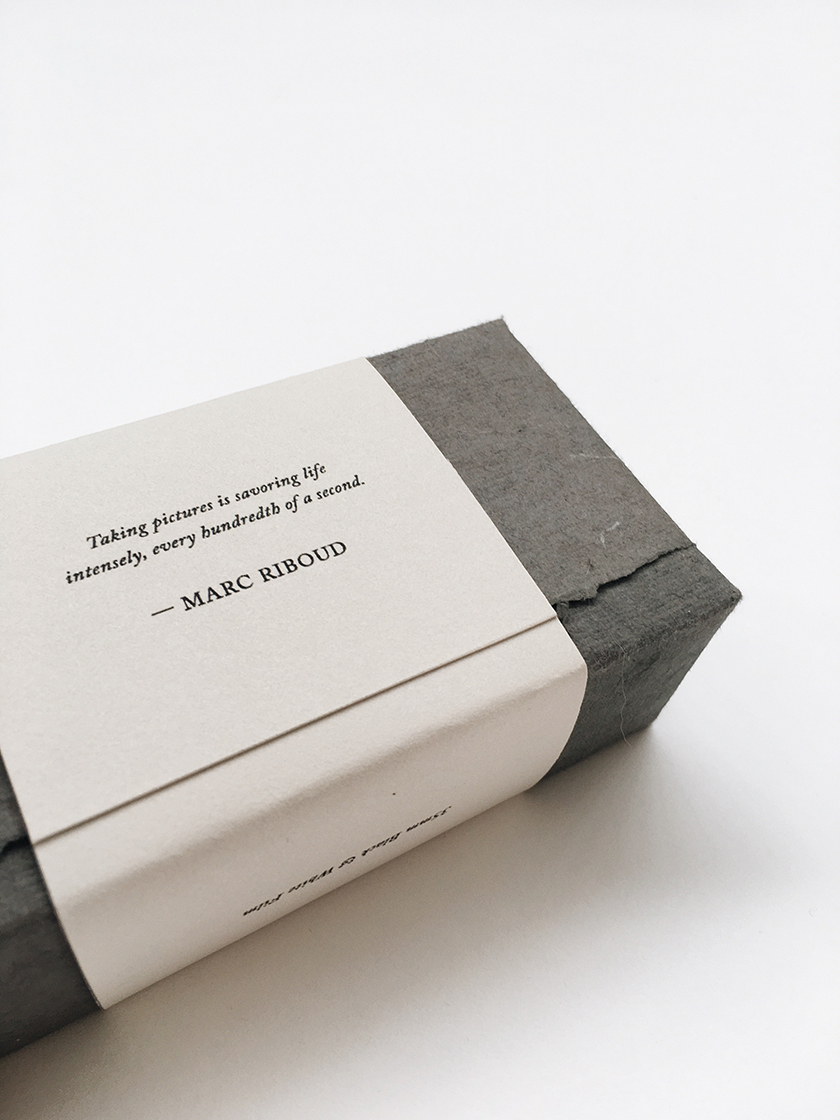 Taking pictures is savoring life
intensely, every hundredth of a second.
— MARC RIBOUD
35mm Black & White Film